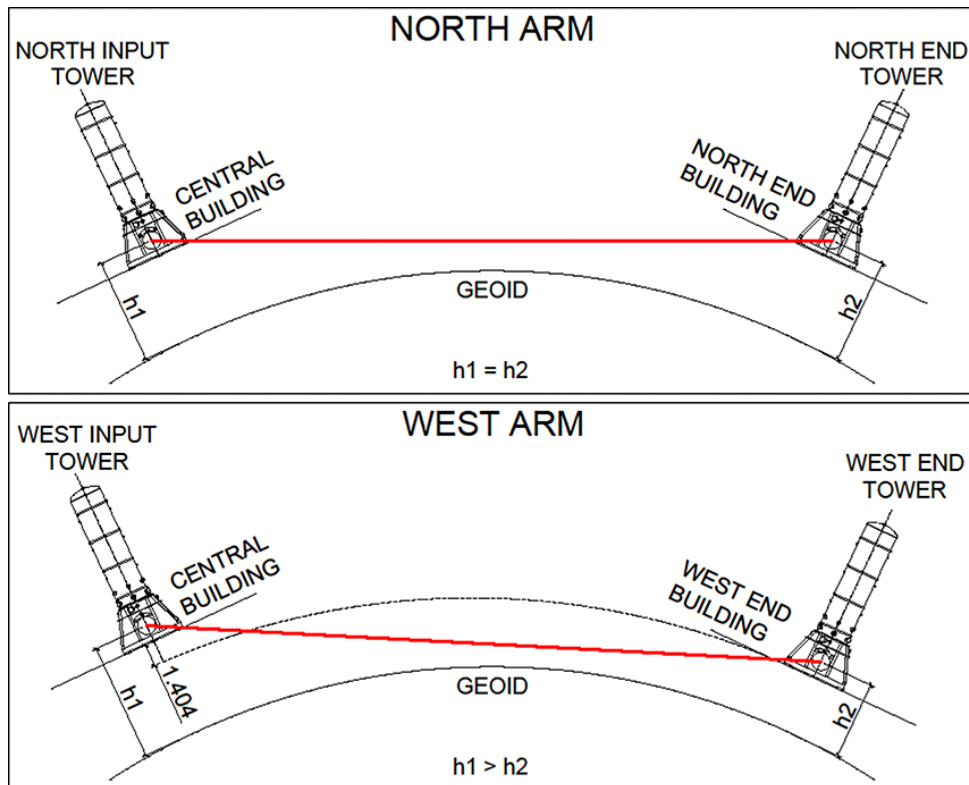 NORTH ARM
NORTH INPUT
TOWER
NORTH END
TOWER
CENTRAL
BUILDING
NORTH END
BUILDING
GEOID
h1
h2
h1 = h2
WEST ARM
WEST INPUT
TOWER
WEST END
TOWER
CENTRAL
BUILDING
WEST END
BUILDING
GEOID
h1
1.404
h2
h1 > h2